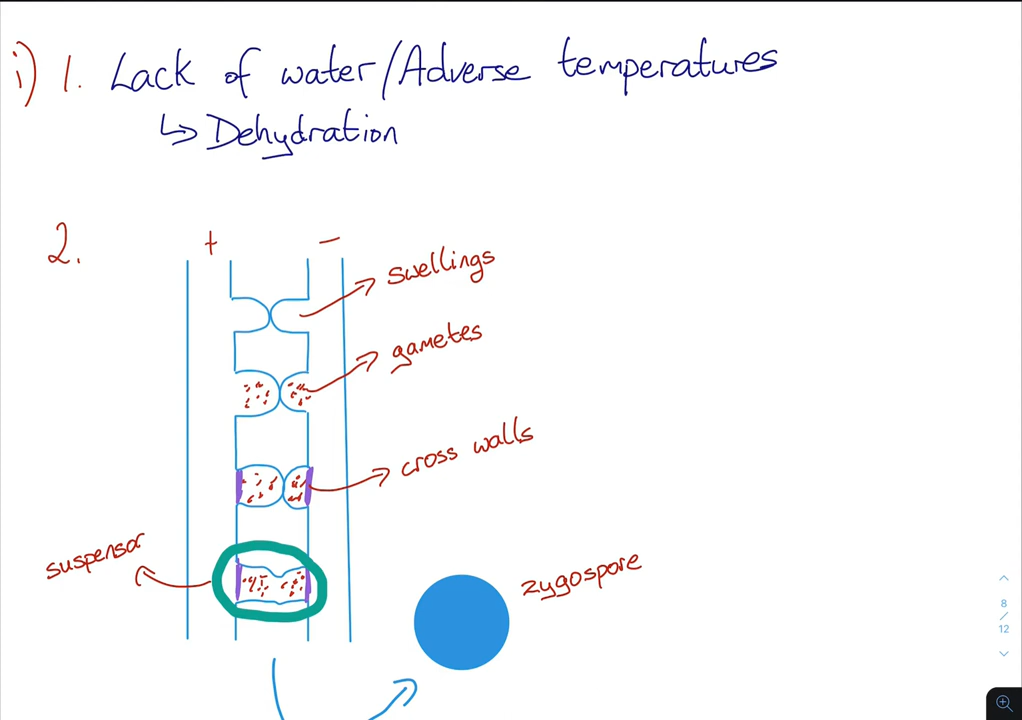 i) 1. Lack of water/Adverse temperatures
↳ Dehydration
2.
+ −
swellings
gametes
cross walls
suspensor
zygospore
8
/
12